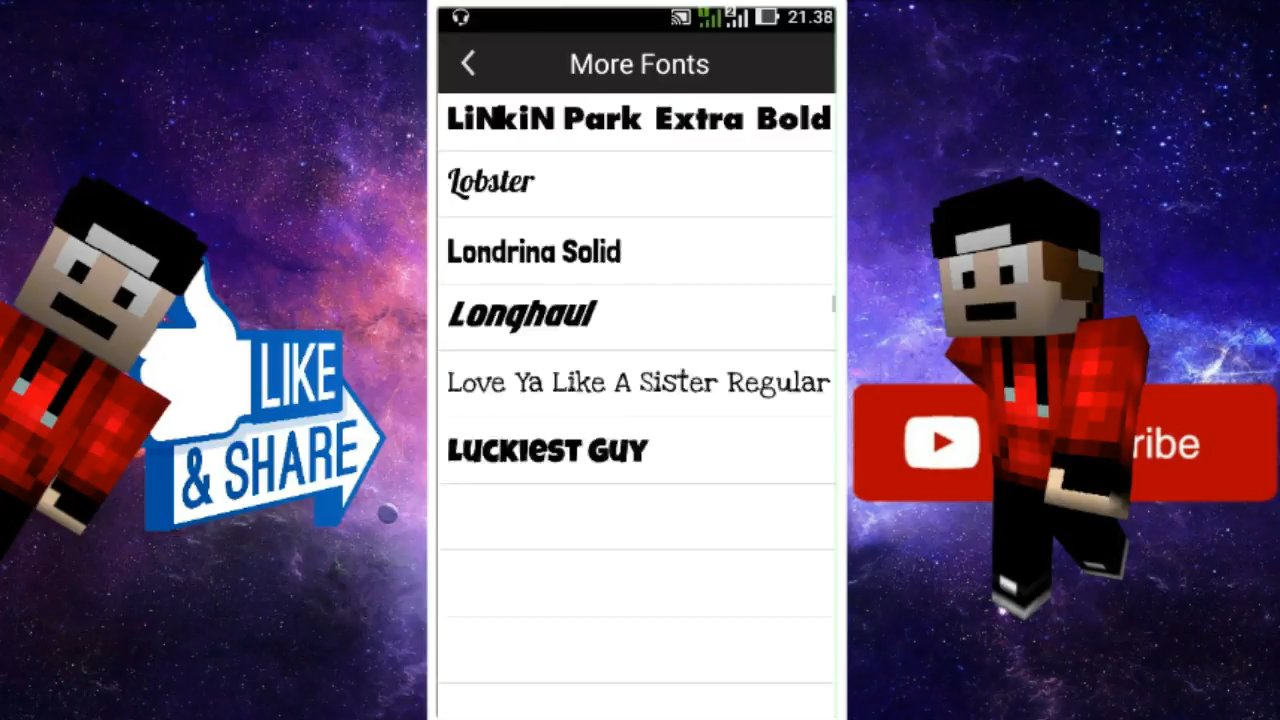 21.38
More Fonts
LiNkiN Park Extra Bold
Lobster
Londrina Solid
Longhaul
Love Ya Like A Sister Regular
Luckiest Guy
LIKE
& SHARE
ribe